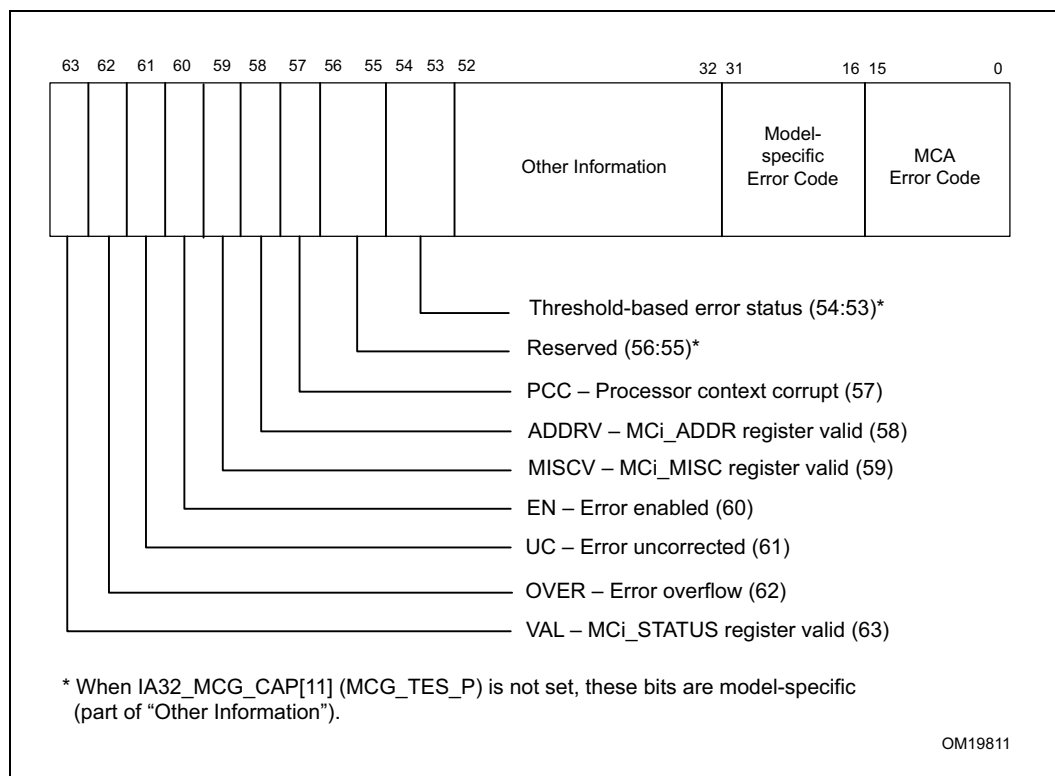 63 62 61 60 59 58 57 56 55 54 53 52 32 31 16 15 0
Other Information
Model-
specific
Error Code
MCA
Error Code
Threshold-based error status (54:53)*
Reserved (56:55)*
PCC – Processor context corrupt (57)
ADDRV – MCi_ADDR register valid (58)
MISCV – MCi_MISC register valid (59)
EN – Error enabled (60)
UC – Error uncorrected (61)
OVER – Error overflow (62)
VAL – MCi_STATUS register valid (63)
* When IA32_MCG_CAP[11] (MCG_TES_P) is not set, these bits are model-specific
(part of “Other Information”).
OM19811